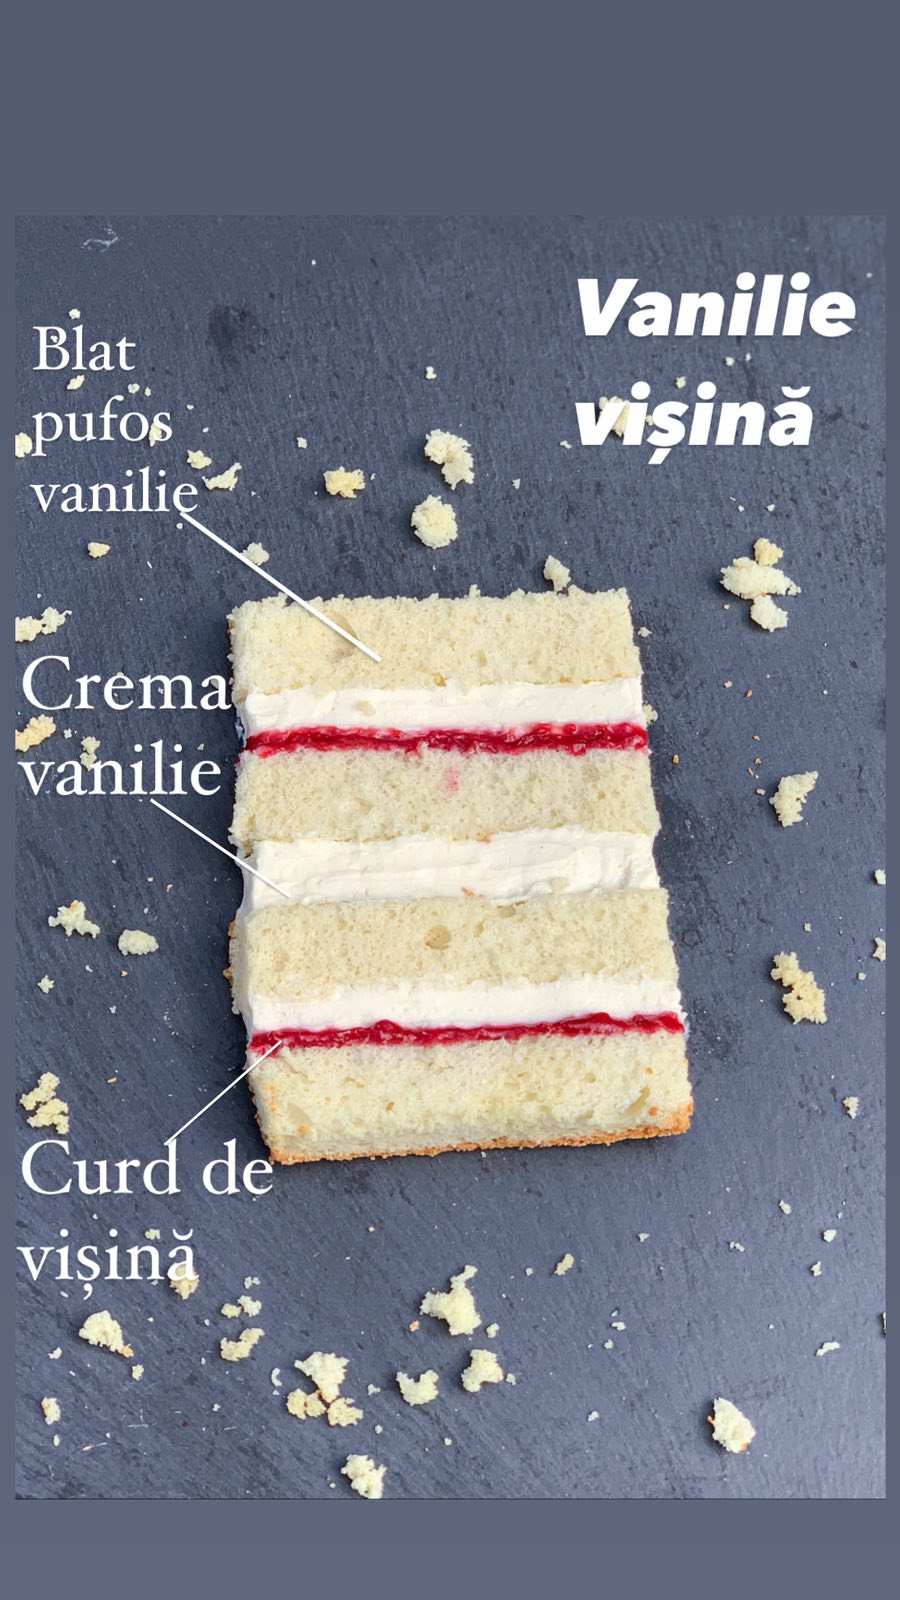 Vanilie
vișină
Blat
pufos
vanilie
Crema
vanilie
Curd de
vișină